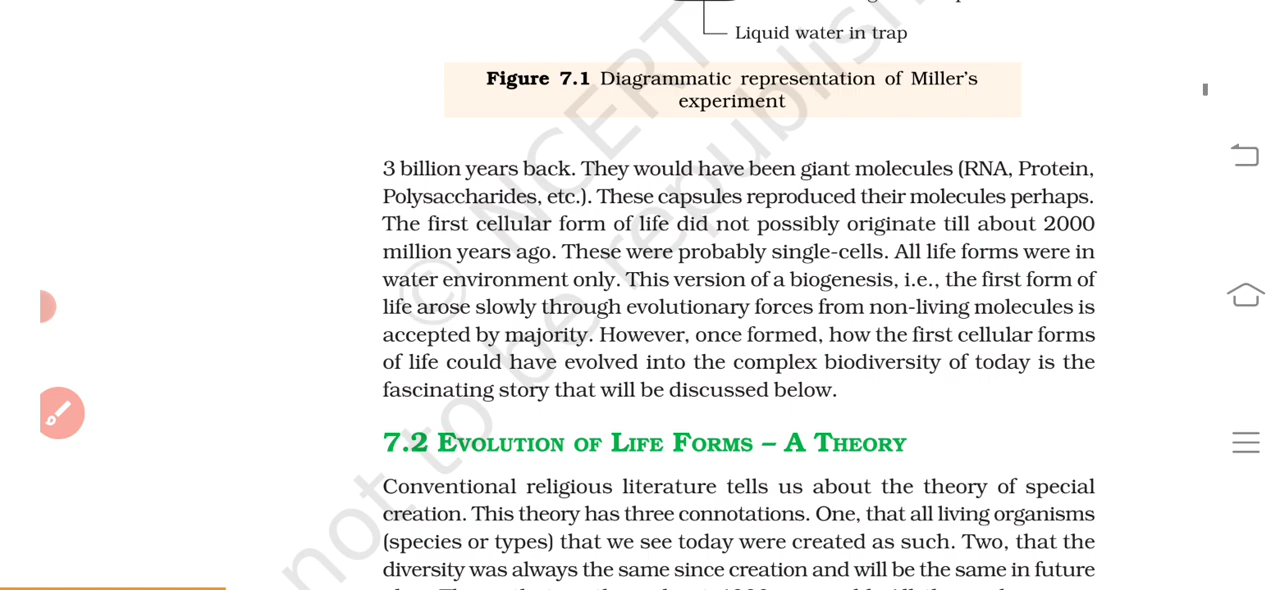 Liquid water in trap
Figure 7.1 Diagrammatic representation of Miller's
experiment
3 billion years back. They would have been giant molecules (RNA, Protein,
Polysaccharides, etc.). These capsules reproduced their molecules perhaps.
The first cellular form of life did not possibly originate till about 2000
million years ago. These were probably single-cells. All life forms were in
water environment only. This version of a biogenesis, i.e., the first form of
life arose slowly through evolutionary forces from non-living molecules is
accepted by majority. However, once formed, how the first cellular forms
of life could have evolved into the complex biodiversity of today is the
fascinating story that will be discussed below.
7.2 Evolution of Life Forms – A Theory
Conventional religious literature tells us about the theory of special
creation. This theory has three connotations. One, that all living organisms
(species or types) that we see today were created as such. Two, that the
diversity was always the same since creation and will be the same in future
© NCERT
not to be republish